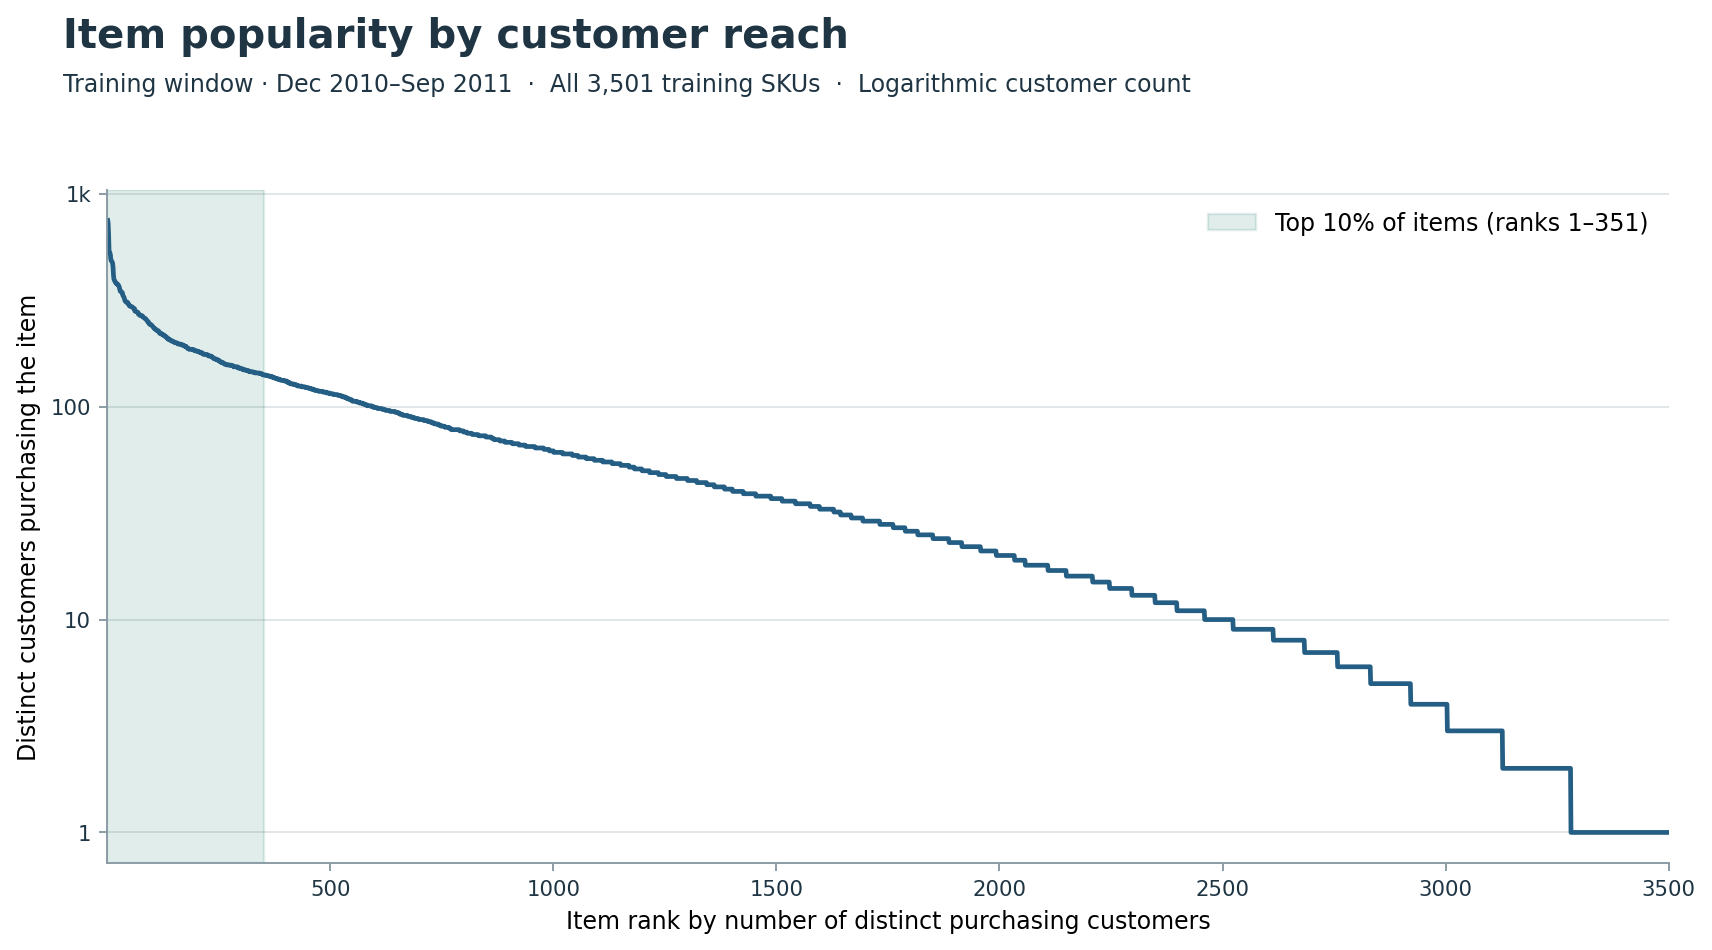 Item popularity by customer reach
Training window · Dec 2010–Sep 2011 · All 3,501 training SKUs · Logarithmic customer count
Top 10% of items (ranks 1–351)
Distinct customers purchasing the item
1k
100
10
1
500 1000 1500 2000 2500 3000 3500
Item rank by number of distinct purchasing customers